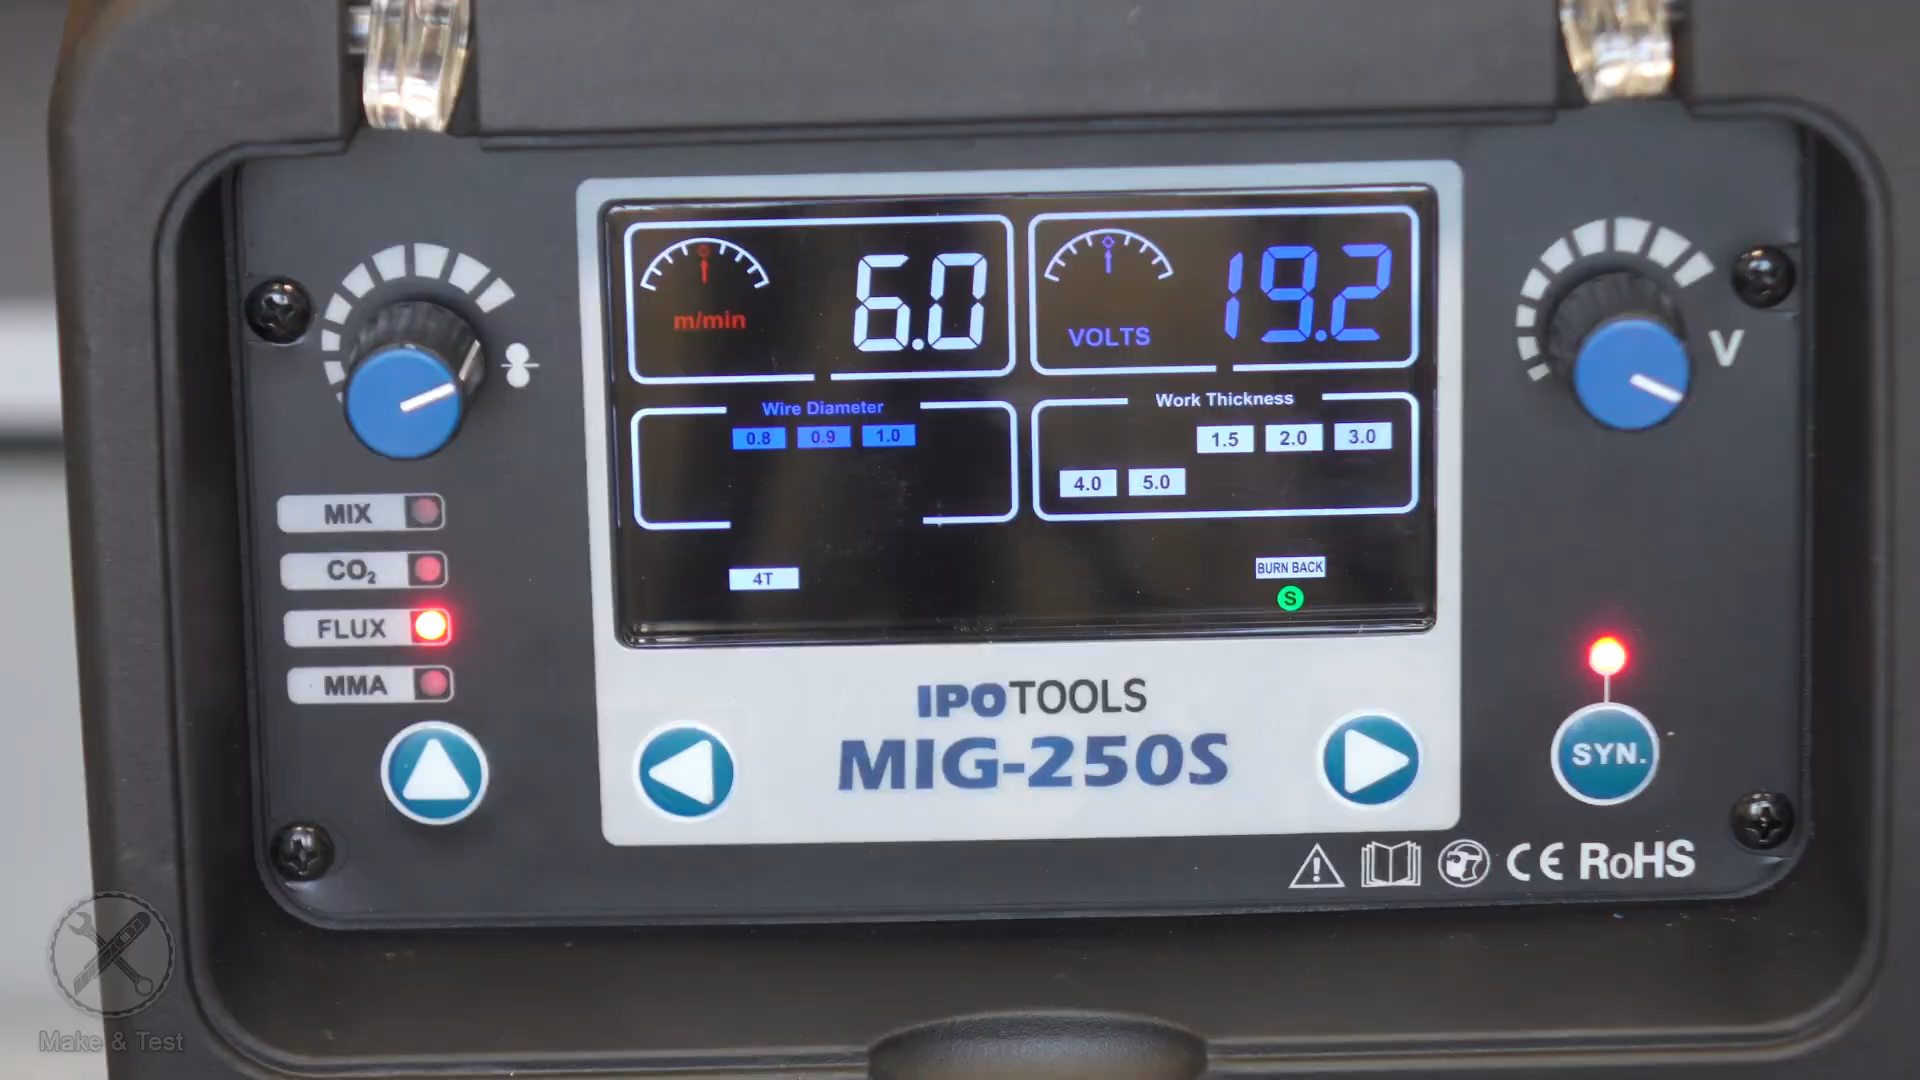 m/min
6.0
VOLTS
19.2
V
Wire Diameter
0.8 0.9 1.0
Work Thickness
1.5 2.0 3.0
4.0 5.0
MIX
CO₂
FLUX
MMA
4T
BURN BACK
S
IPOTOOLS
MIG-250S
SYN.
CE RoHS
Make & Test